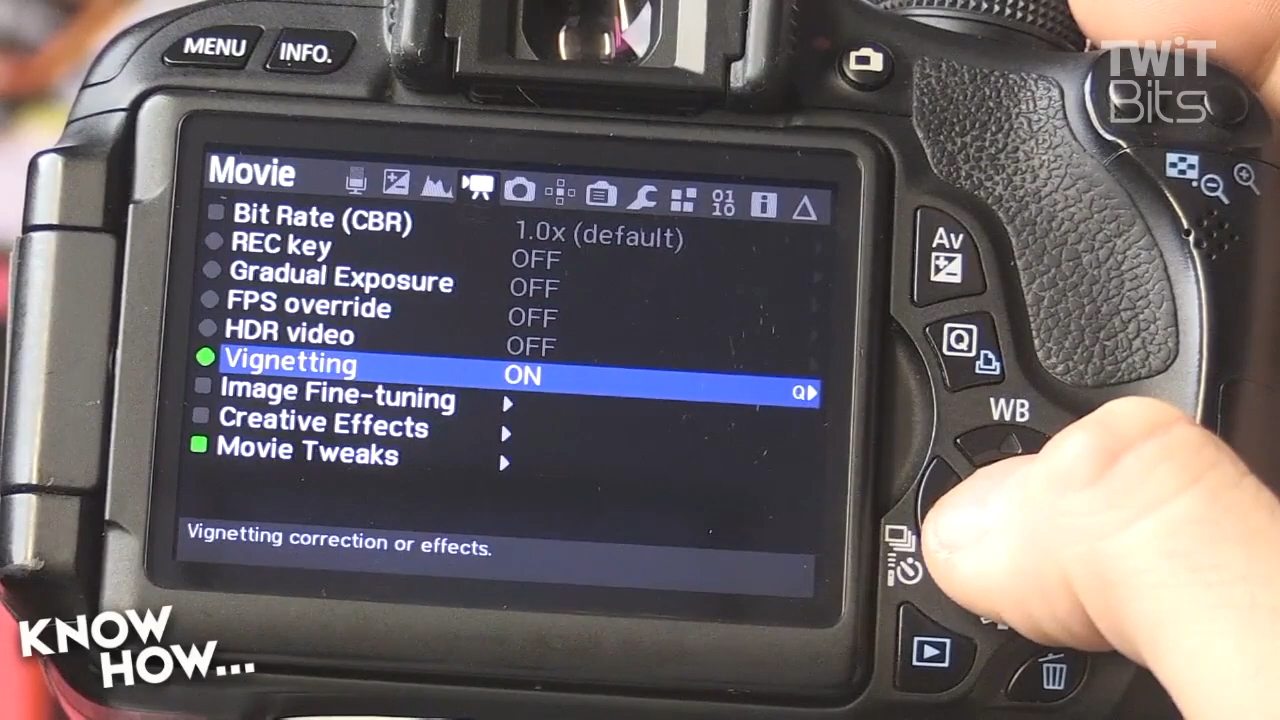 TWiT
Bits
MENU
INFO.
Movie
01
10
Bit Rate (CBR) 1.0x (default)
REC key OFF
Gradual Exposure OFF
FPS override OFF
HDR video OFF
Vignetting ON Q
Image Fine-tuning
Creative Effects
Movie Tweaks
Vignetting correction or effects.
Av
Q
WB
KNOW
HOW...